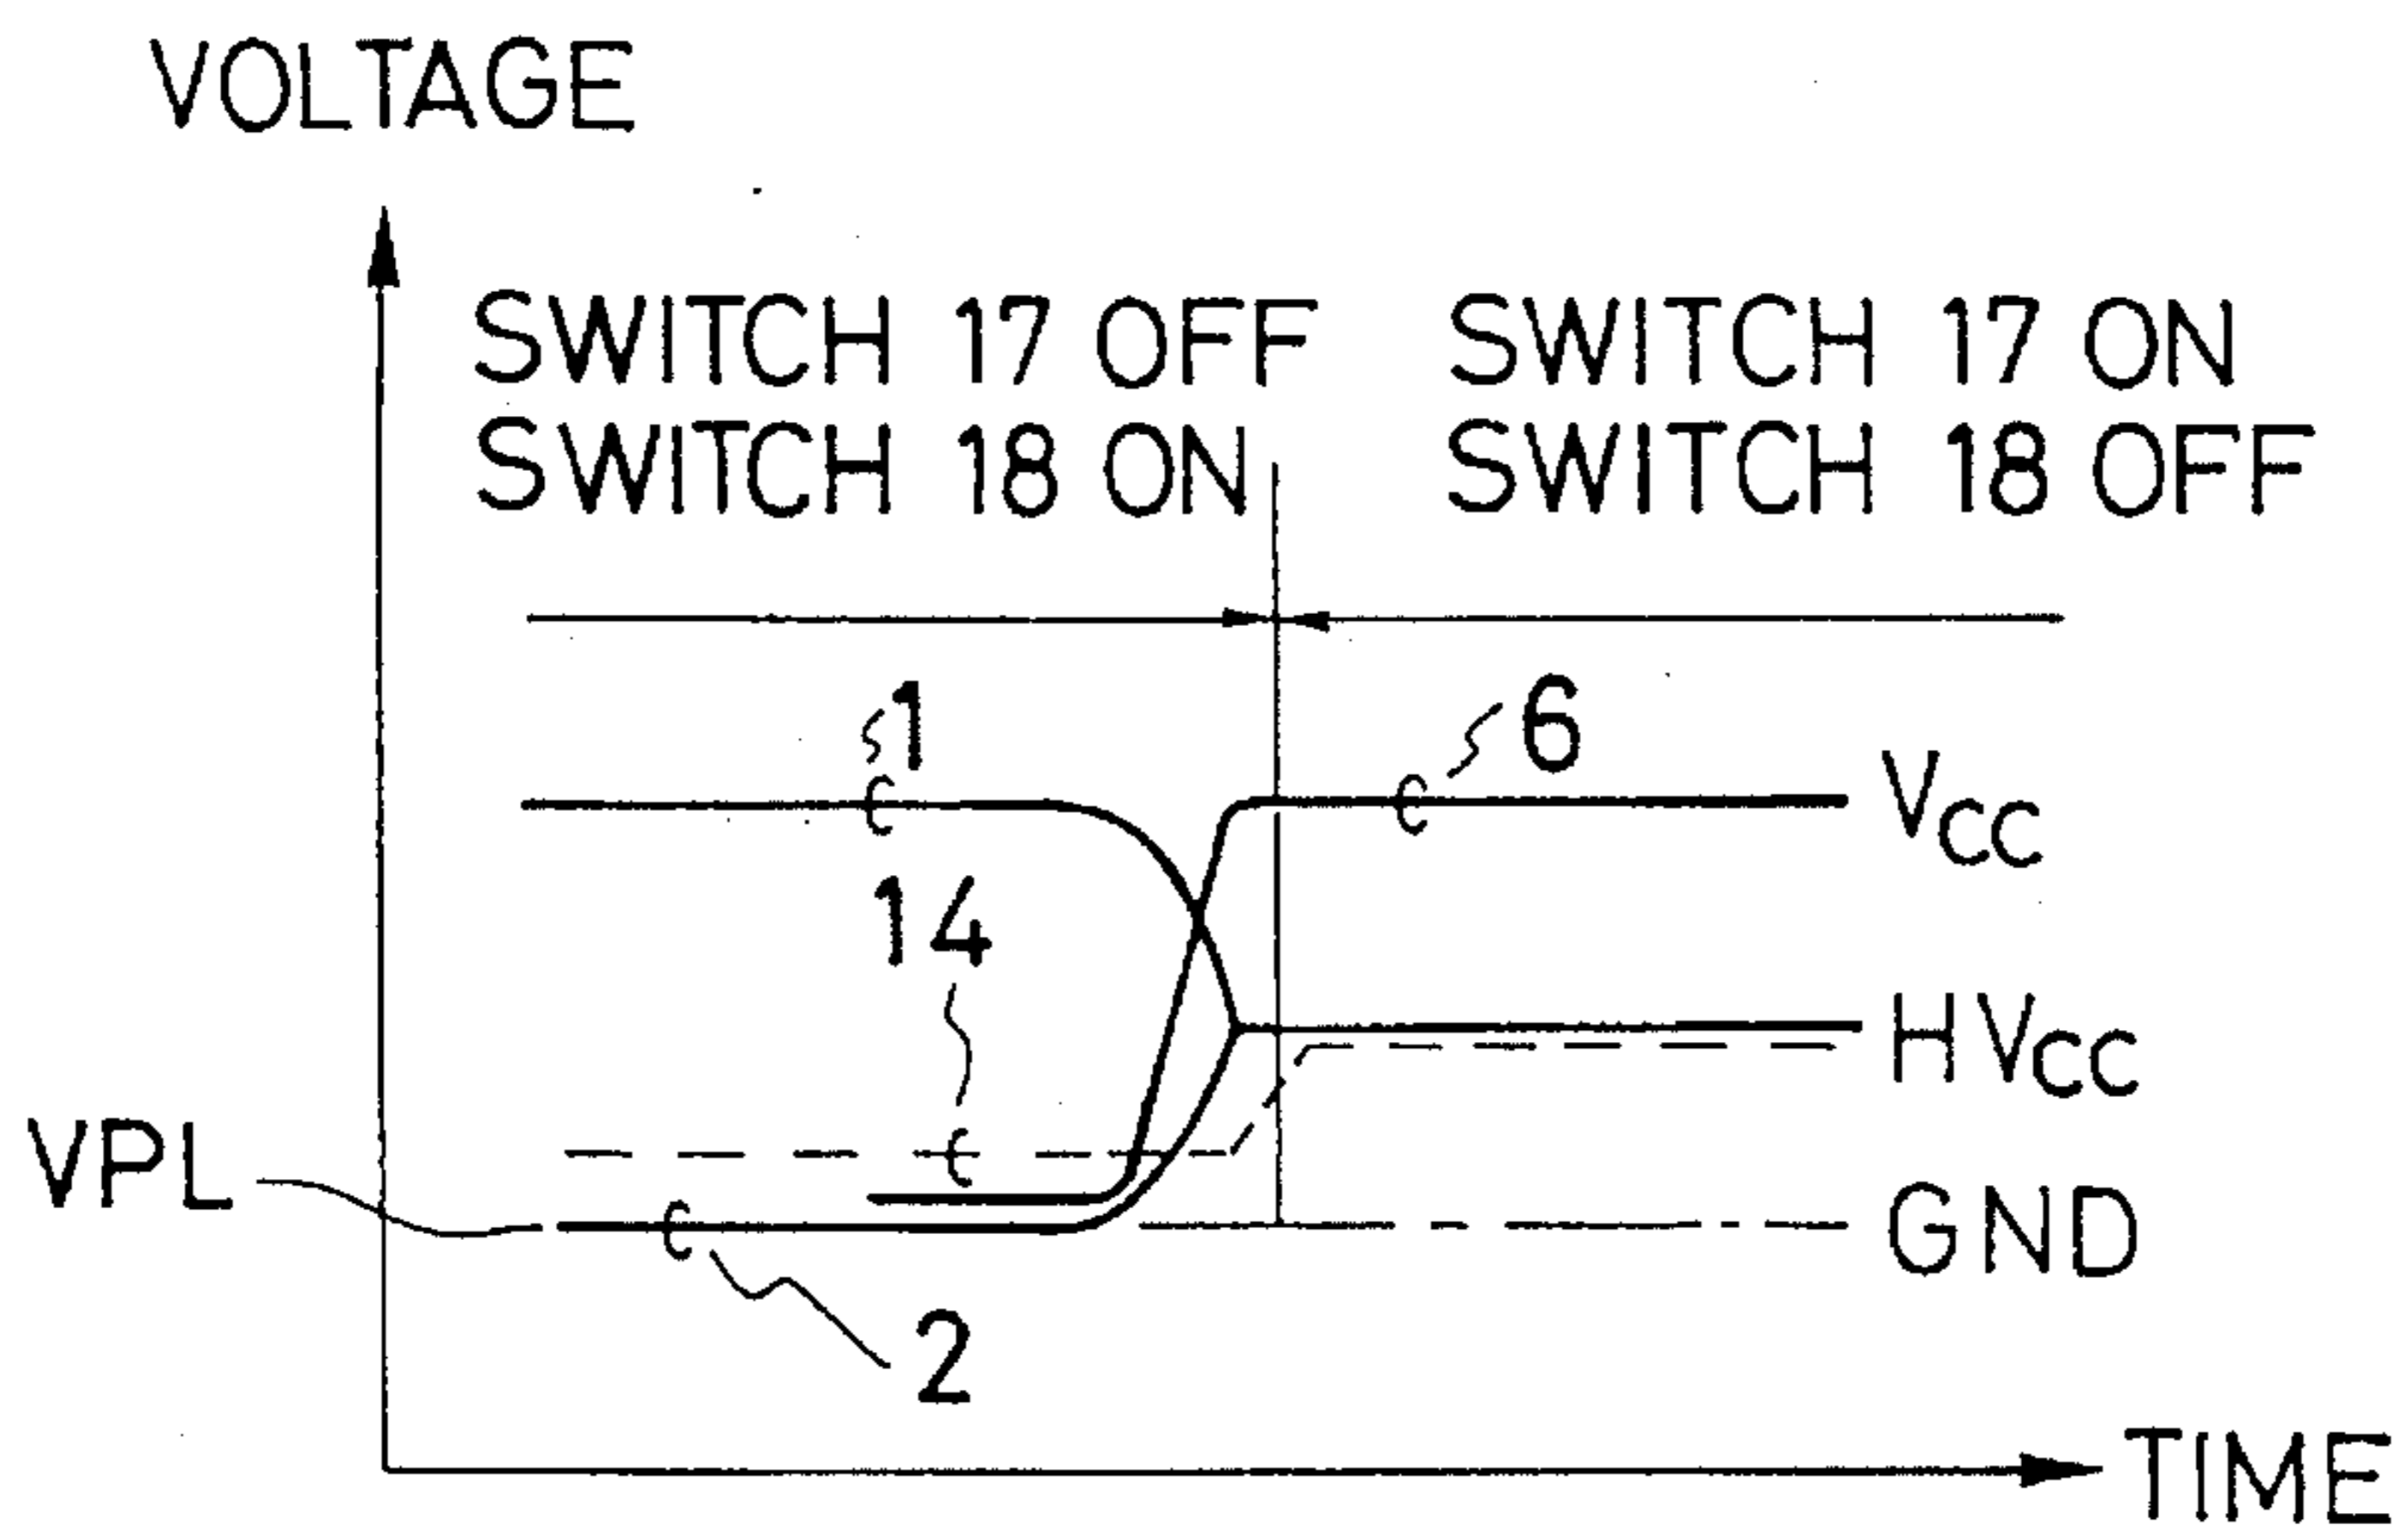 VOLTAGE
SWITCH 17 OFF
SWITCH 18 ON
SWITCH 17 ON
SWITCH 18 OFF
1
6
VCC
14
HVCC
VPL
GND
2
TIME